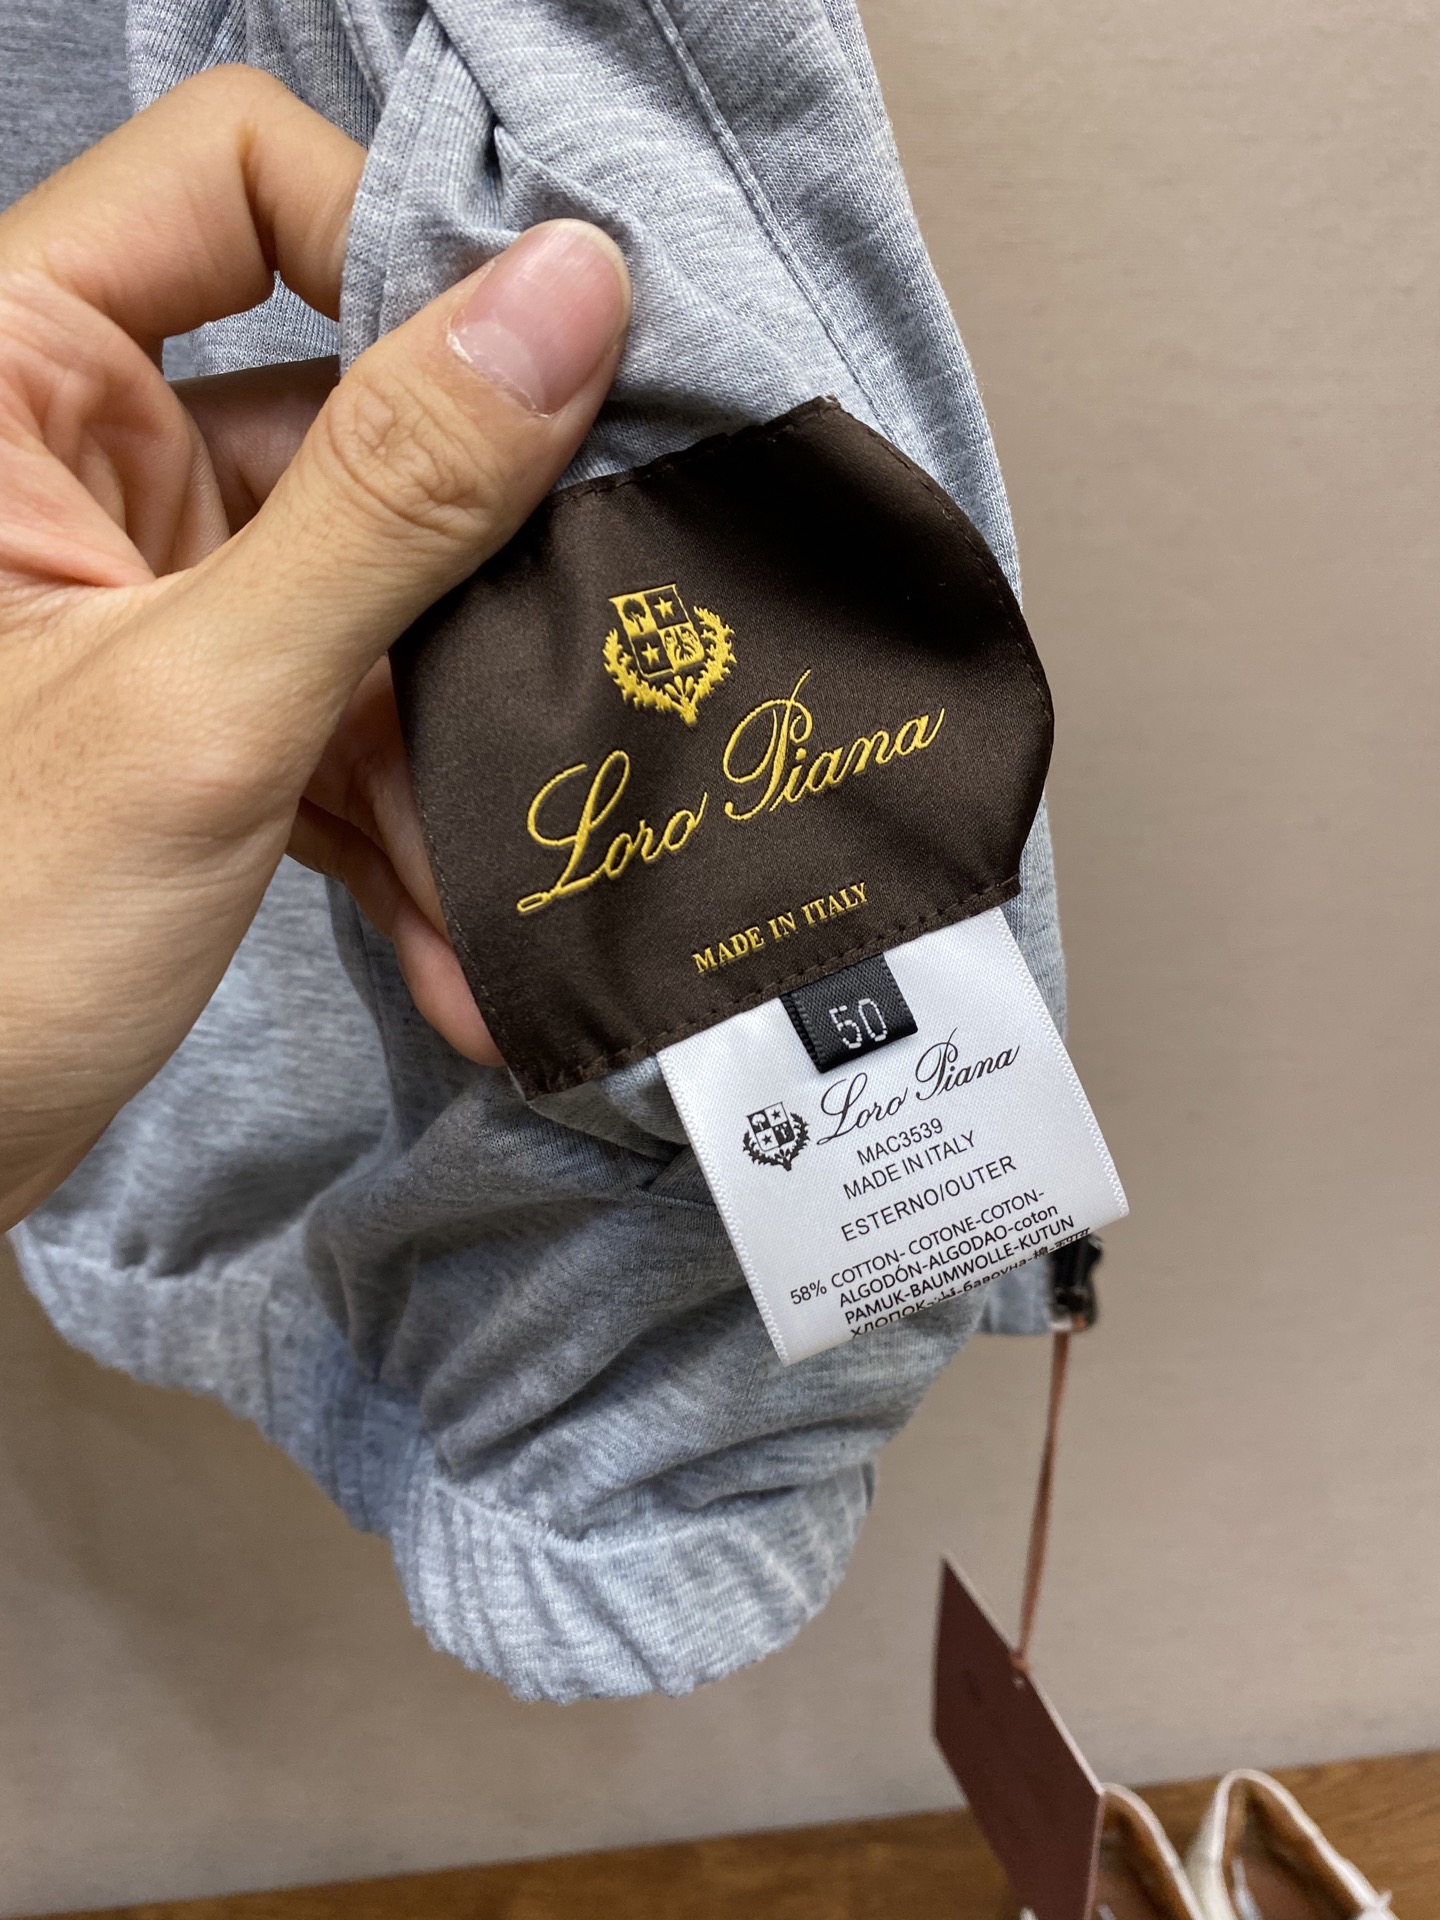 Loro Piana
MADE IN ITALY
50
Loro Piana
MAC3539
MADE IN ITALY
ESTERNO/OUTER
58% COTTON-COTONE-COTON-
ALGODÓN-ALGODAO-coton
PAMUK-BAUMWOLLE-KUTUN
ХЛОПОК